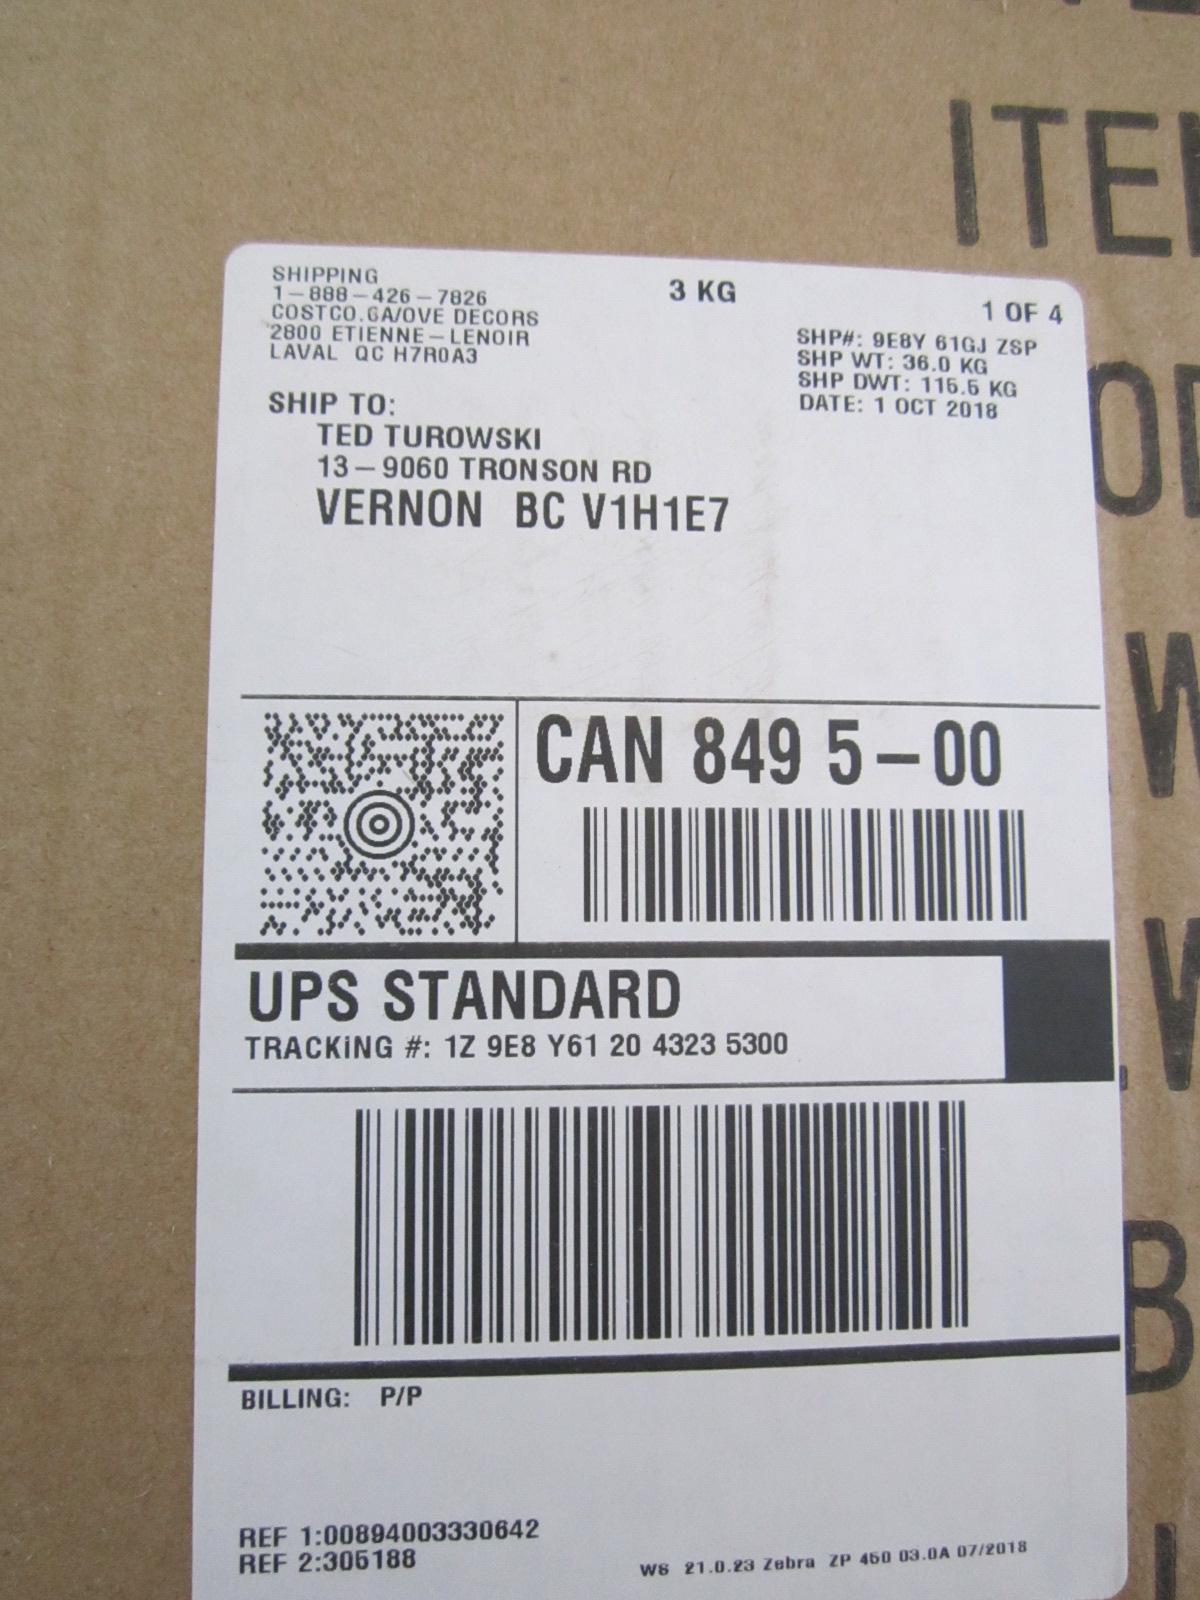 ITE
SHIPPING
1-888-426-7826
COSTCO.CA/OVE DECORS
2800 ETIENNE-LENOIR
LAVAL QC H7R0A3
3 KG
1 OF 4
SHP#: 9E8Y 61GJ ZSP
SHP WT: 36.0 KG
SHP DWT: 115.5 KG
DATE: 1 OCT 2018
SHIP TO:
TED TUROWSKI
13-9060 TRONSON RD
VERNON BC V1H1E7
CAN 849 5-00
UPS STANDARD
TRACKING #: 1Z 9E8 Y61 20 4323 5300
BILLING: P/P
REF 1:00894003330642
REF 2:305188
WS 21.0.23 Zebra ZP 450 03.0A 07/2018